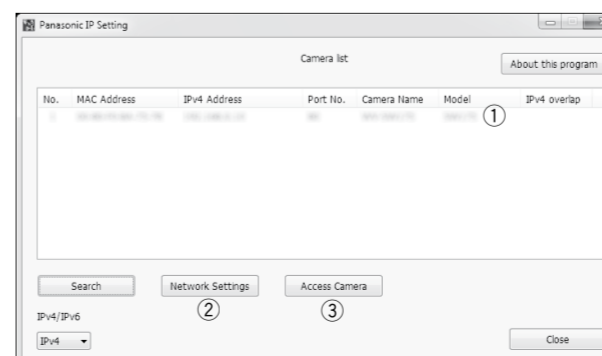 Panasonic IP Setting
Camera list
About this program
No. MAC Address IPv4 Address Port No. Camera Name Model IPv4 overlap
①
Search Network Settings Access Camera
② ③
IPv4/IPv6
IPv4 Close